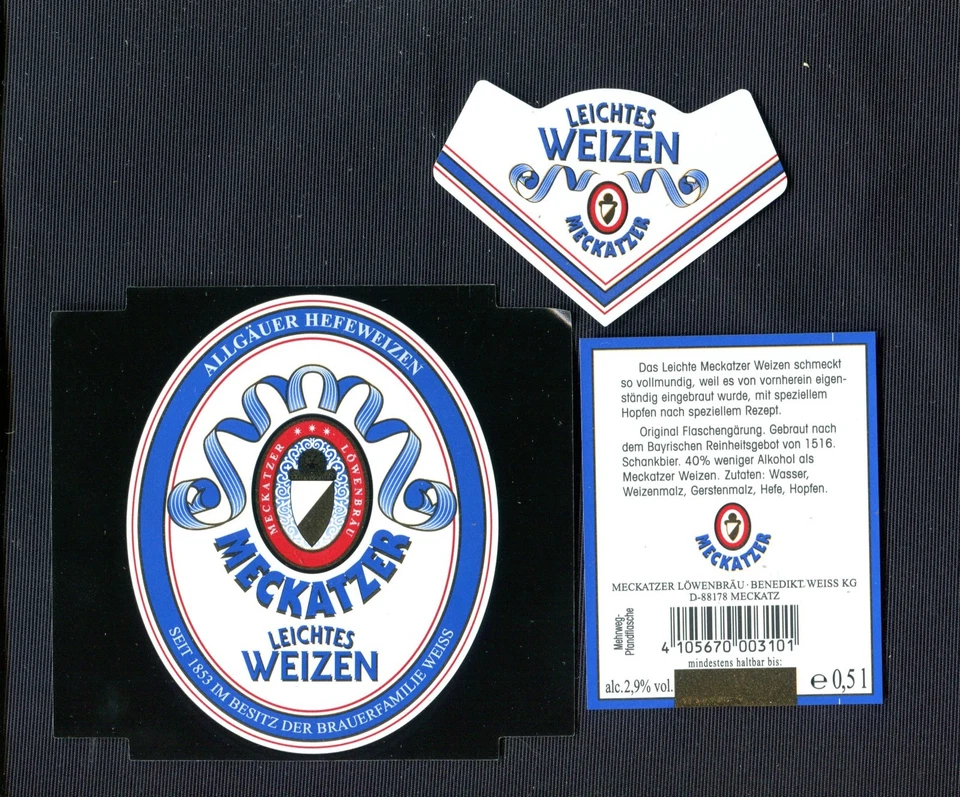 LEICHTES
WEIZEN
MECKATZER
ALLGÄUER HEFEWEIZEN
MECKATZER *** LÖWENBRÄU
MECKATZER
LEICHTES
WEIZEN
SEIT 1853 IM BESITZ DER BRAUERFAMILIE WEISS
Das Leichte Meckatzer Weizen schmeckt
so vollmundig, weil es von vornherein eigen-
ständig eingebraut wurde, mit speziellem
Hopfen nach speziellem Rezept.
Original Flaschengärung. Gebraut nach
dem Bayrischen Reinheitsgebot von 1516.
Schankbier. 40% weniger Alkohol als
Meckatzer Weizen. Zutaten: Wasser,
Weizenmalz, Gerstenmalz, Hefe, Hopfen.
MECKATZER
MECKATZER LÖWENBRÄU · BENEDIKT. WEISS KG
D-88178 MECKATZ
Mehrweg-
Pfandflasche
4 105670 003101
mindestens haltbar bis:
alc. 2,9% vol.
e 0,5 l